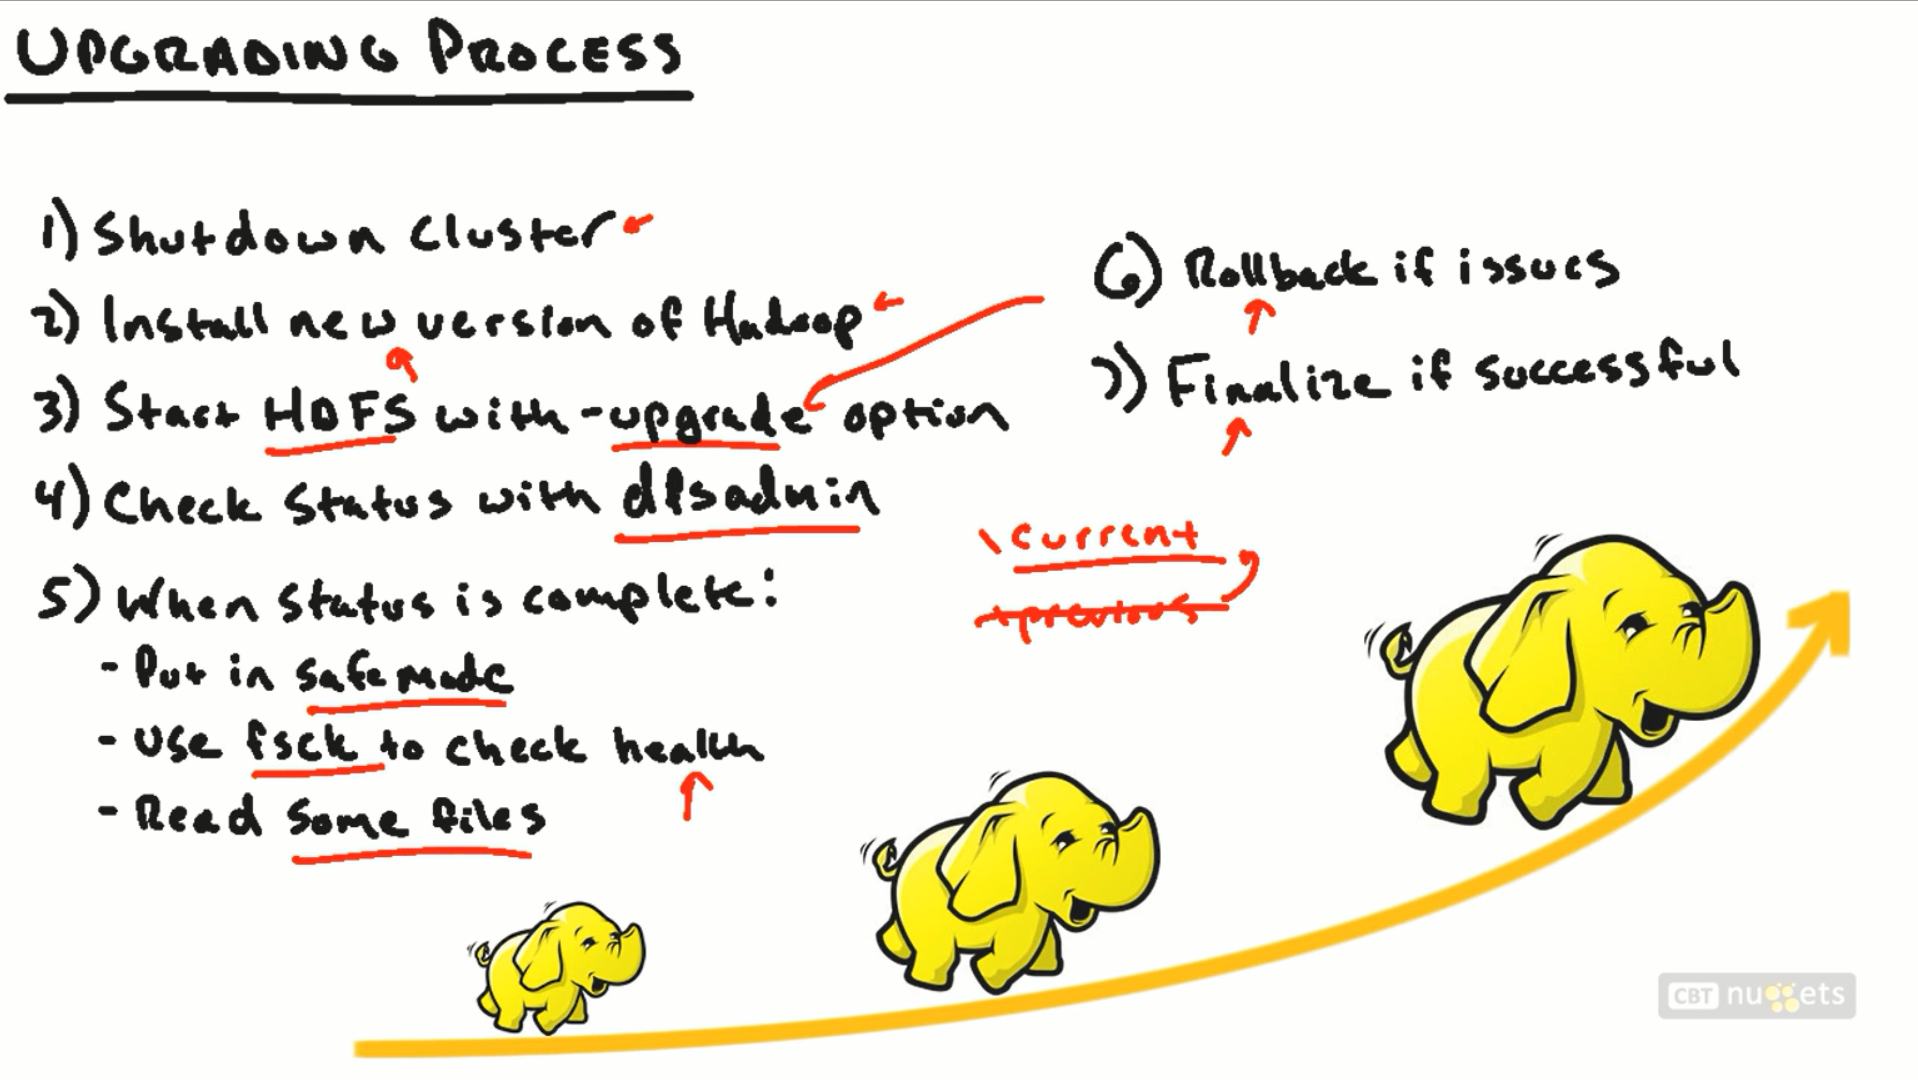 UPGRADING PROCESS
1) Shutdown Cluster
2) Install new version of Hadoop
3) Start HDFS with -upgrade option
4) Check Status with dfsadmin
5) When Status is complete:
- Put in safemode
- Use fsck to check health
- Read some files
6) Rollback if issues
7) Finalize if successful
\current
\previous
CBT nuggets